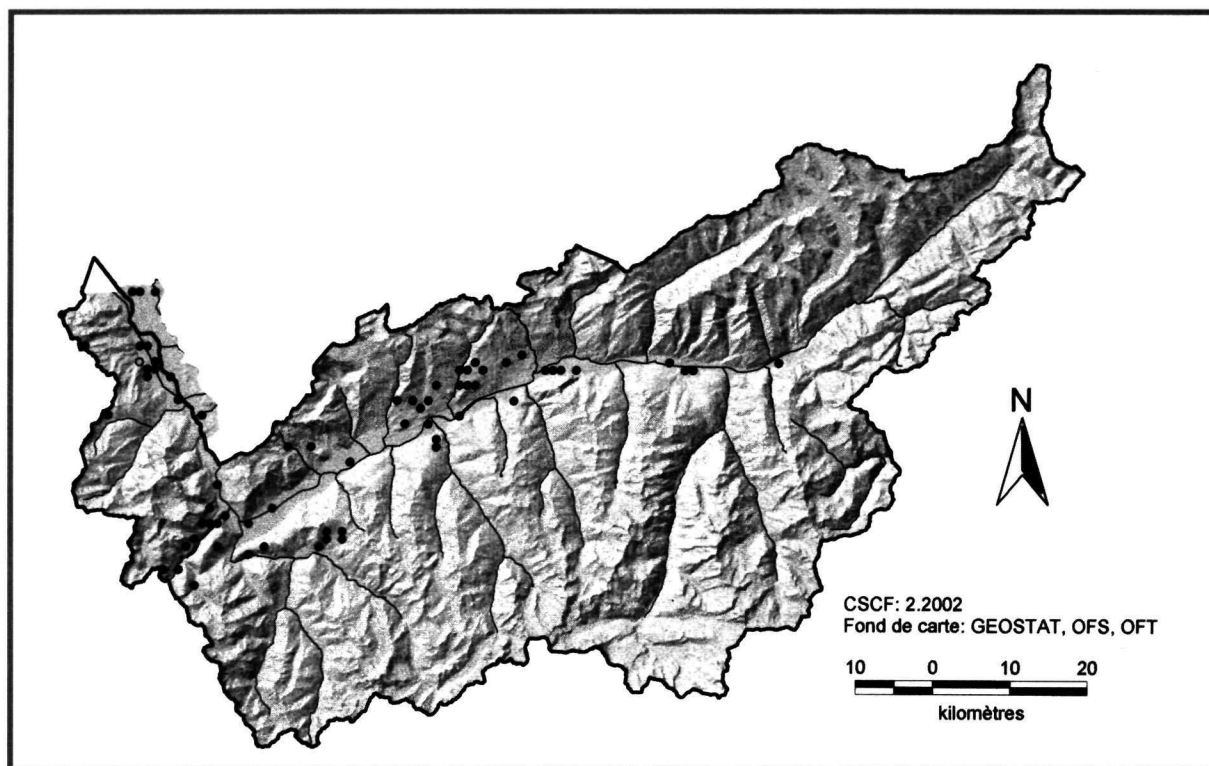 N
CSCF: 2.2002
Fond de carte: GEOSTAT, OFS, OFT
10 0 10 20
kilomètres